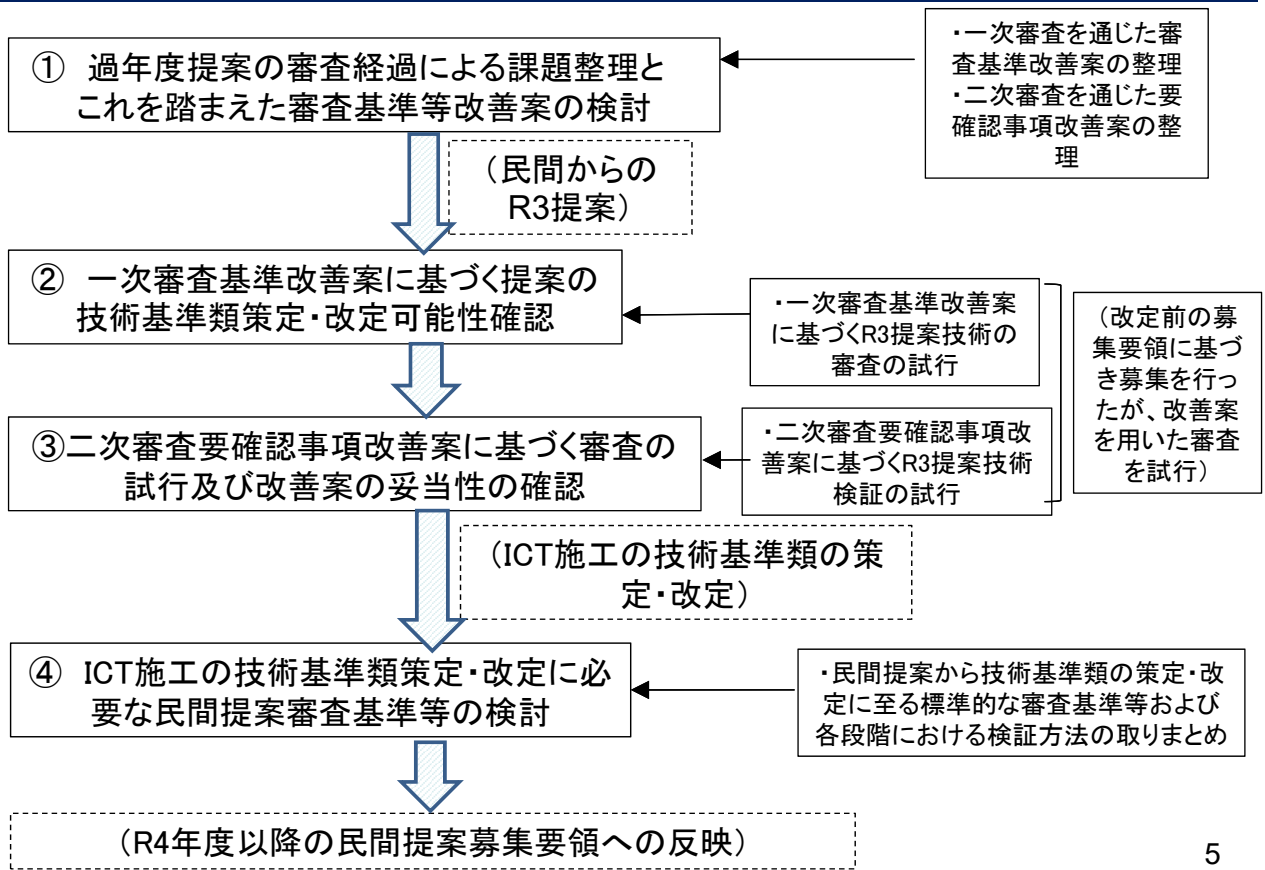 ① 過年度提案の審査経過による課題整理と
これを踏まえた審査基準等改善案の検討
・一次審査を通じた審
査基準改善案の整理
・二次審査を通じた要
確認事項改善案の整
理
（民間からの
R3提案）
② 一次審査基準改善案に基づく提案の
技術基準類策定・改定可能性確認
・一次審査基準改善案
に基づくR3提案技術の
審査の試行
（改定前の募
集要領に基づ
き募集を行っ
たが、改善案
を用いた審査
を試行）
③二次審査要確認事項改善案に基づく審査の
試行及び改善案の妥当性の確認
・二次審査要確認事項改
善案に基づくR3提案技術
検証の試行
（ICT施工の技術基準類の策
定・改定）
④ ICT施工の技術基準類策定・改定に必
要な民間提案審査基準等の検討
・民間提案から技術基準類の策定・改
定に至る標準的な審査基準等および
各段階における検証方法の取りまとめ
（R4年度以降の民間提案募集要領への反映）
5